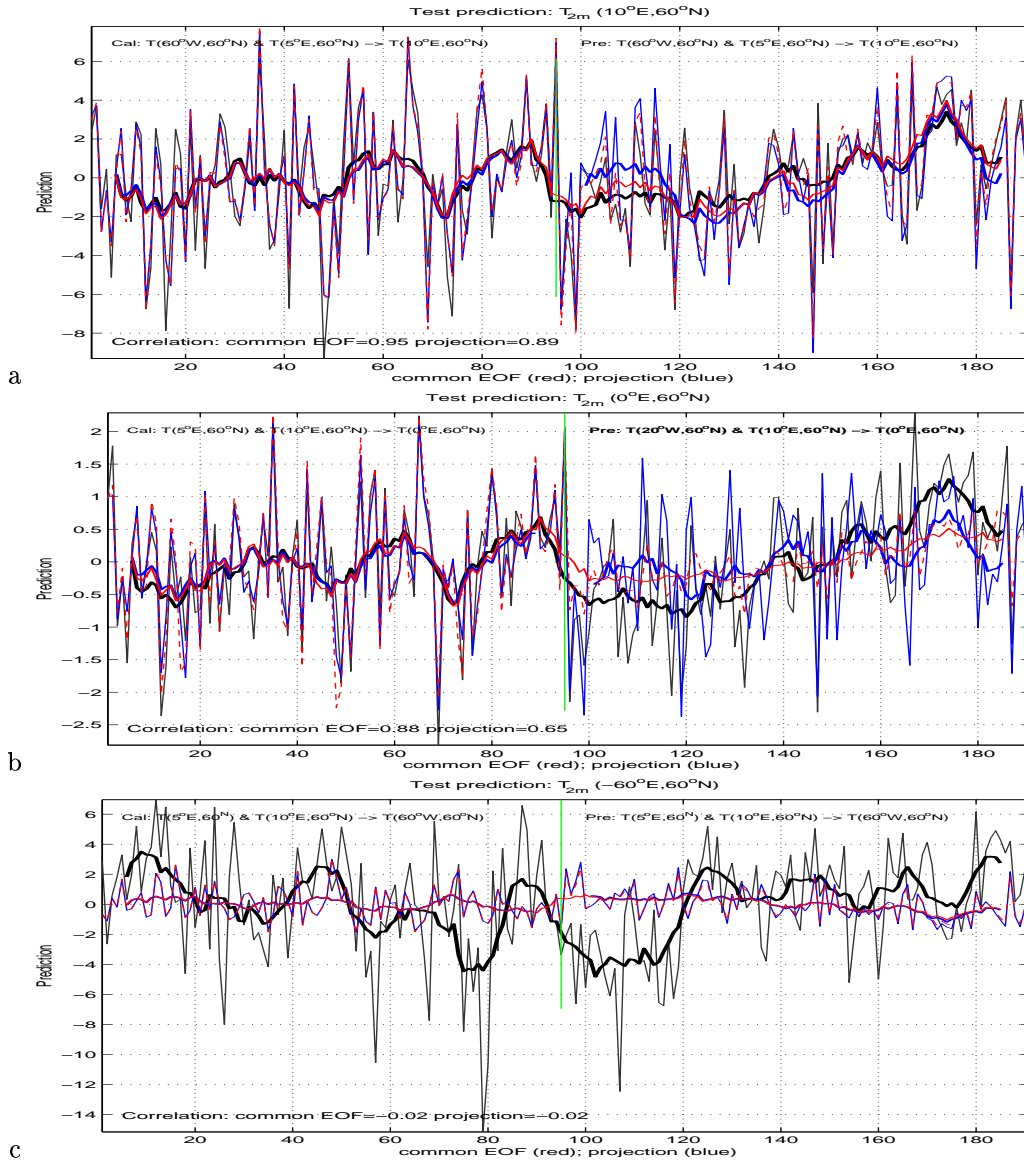 Test prediction: T2m (10°E,60°N)
Cal: T(60°W,60°N) & T(5°E,60°N) −> T(10°E,60°N)
Pre: T(60°W,60°N) & T(5°E,60°N) −> T(10°E,60°N)
6
4
2
0
−2
−4
−6
−8
Prediction
Correlation: common EOF=0.95 projection=0.89
20 40 60 80 100 120 140 160 180
common EOF (red); projection (blue)
a
Test prediction: T2m (0°E,60°N)
Cal: T(5°E,60°N) & T(10°E,60°N) −> T(0°E,60°N)
Pre: T(20°W,60°N) & T(10°E,60°N) −> T(0°E,60°N)
2
1.5
1
0.5
0
−0.5
−1
−1.5
−2
−2.5
Prediction
Correlation: common EOF=0.88 projection=0.65
20 40 60 80 100 120 140 160 180
common EOF (red); projection (blue)
b
Test prediction: T2m (−60°E,60°N)
Cal: T(5°E,60N) & T(10°E,60°N) −> T(60°W,60°N)
Pre: T(5°E,60N) & T(10°E,60°N) −> T(60°W,60°N)
6
4
2
0
−2
−4
−6
−8
−10
−12
−14
Prediction
Correlation: common EOF=−0.02 projection=−0.02
20 40 60 80 100 120 140 160 180
common EOF (red); projection (blue)
c